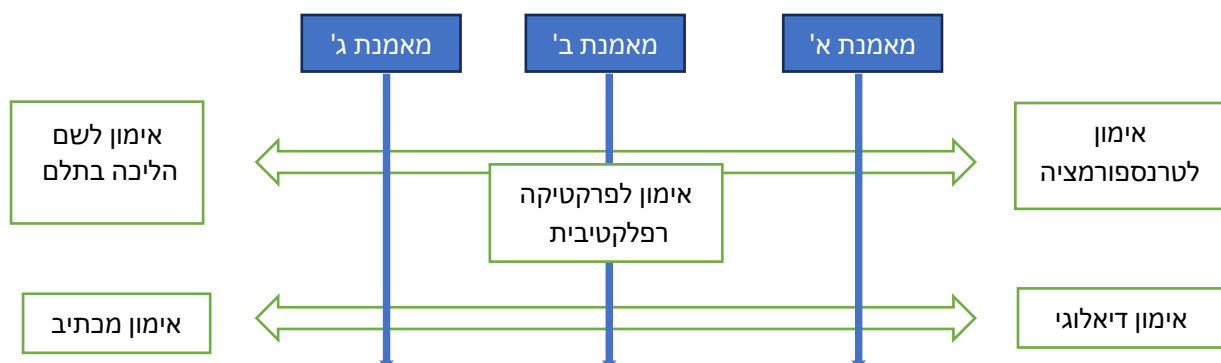 מאמנת א'
מאמנת ב'
מאמנת ג'
אימון
לטרנספורמציה
אימון לפרקטיקה
רפלקטיבית
אימון לשם
הליכה בתלם
אימון דיאלוגי
אימון מכתיב